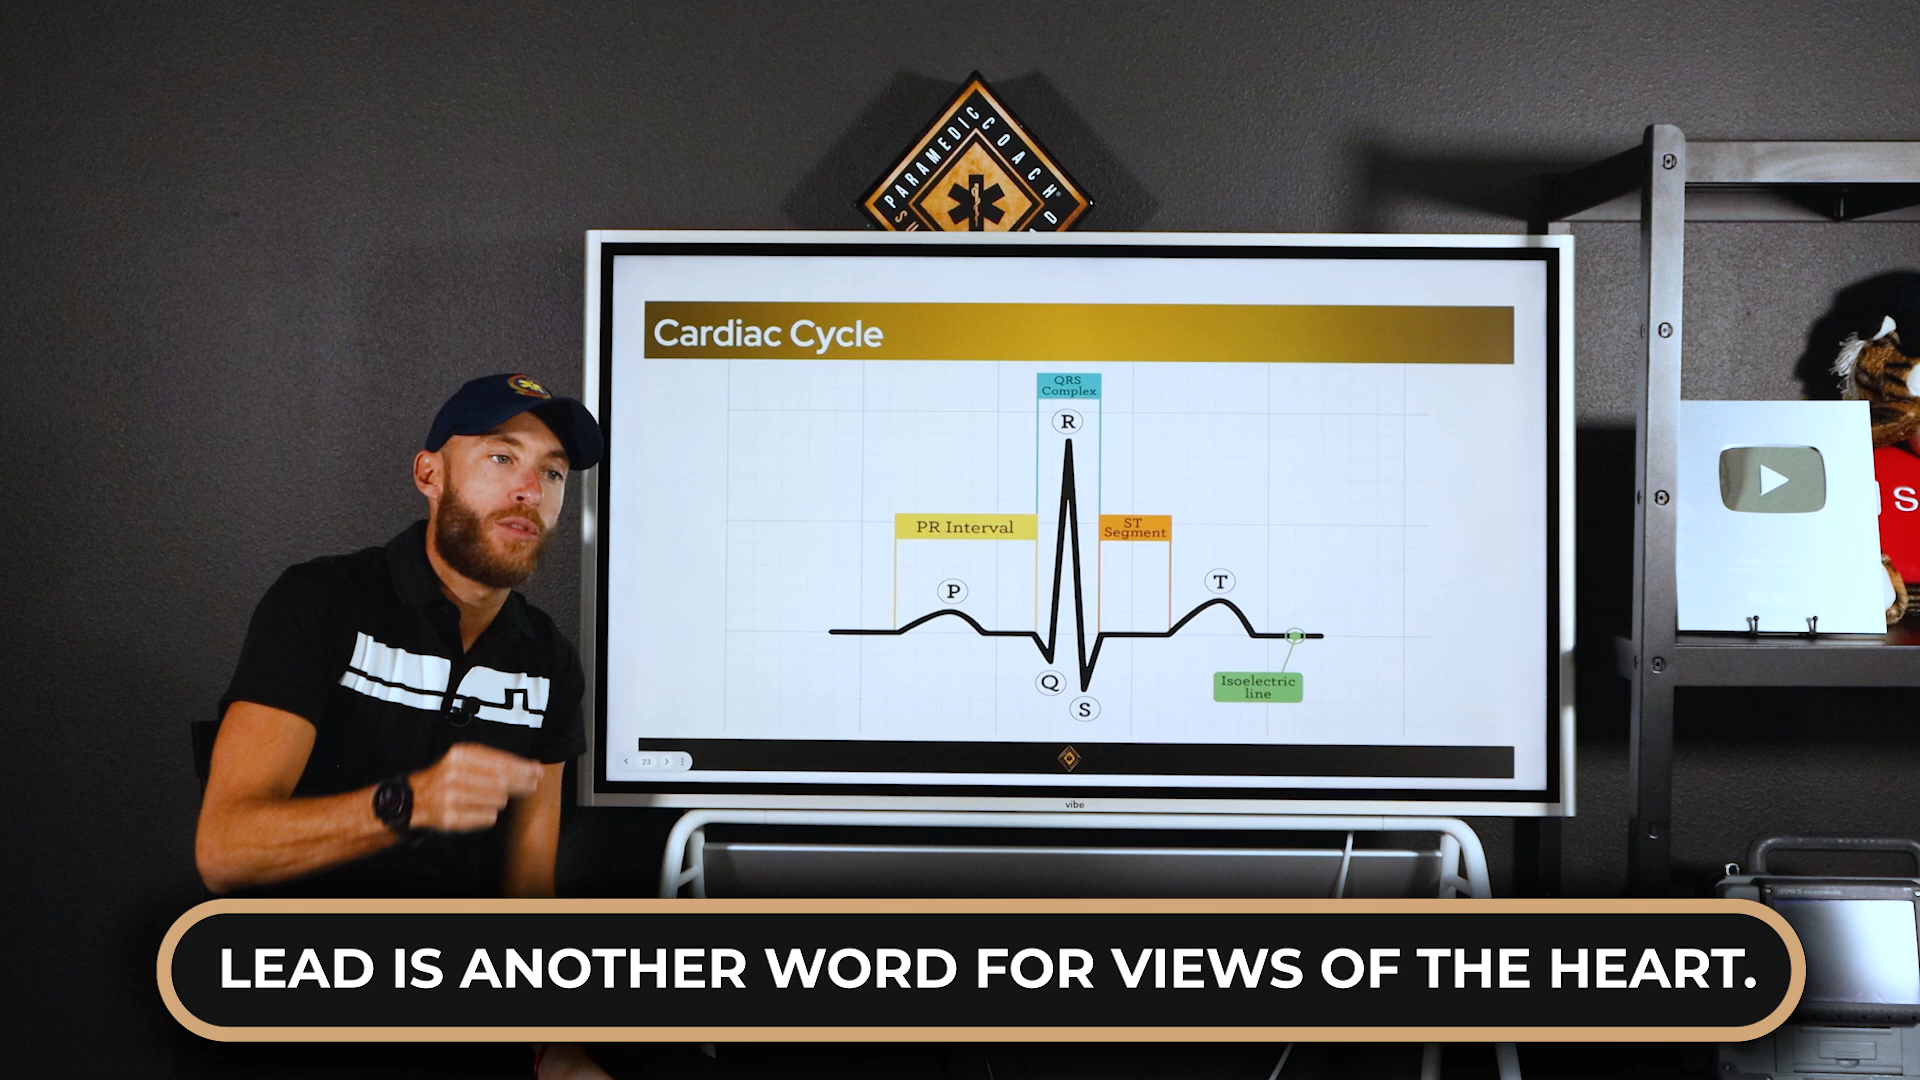 PARAMEDIC COACH
Cardiac Cycle
QRS
Complex
R
PR Interval
ST
Segment
P
T
Q
S
Isoelectric
line
23
vibe
S
LEAD IS ANOTHER WORD FOR VIEWS OF THE HEART.